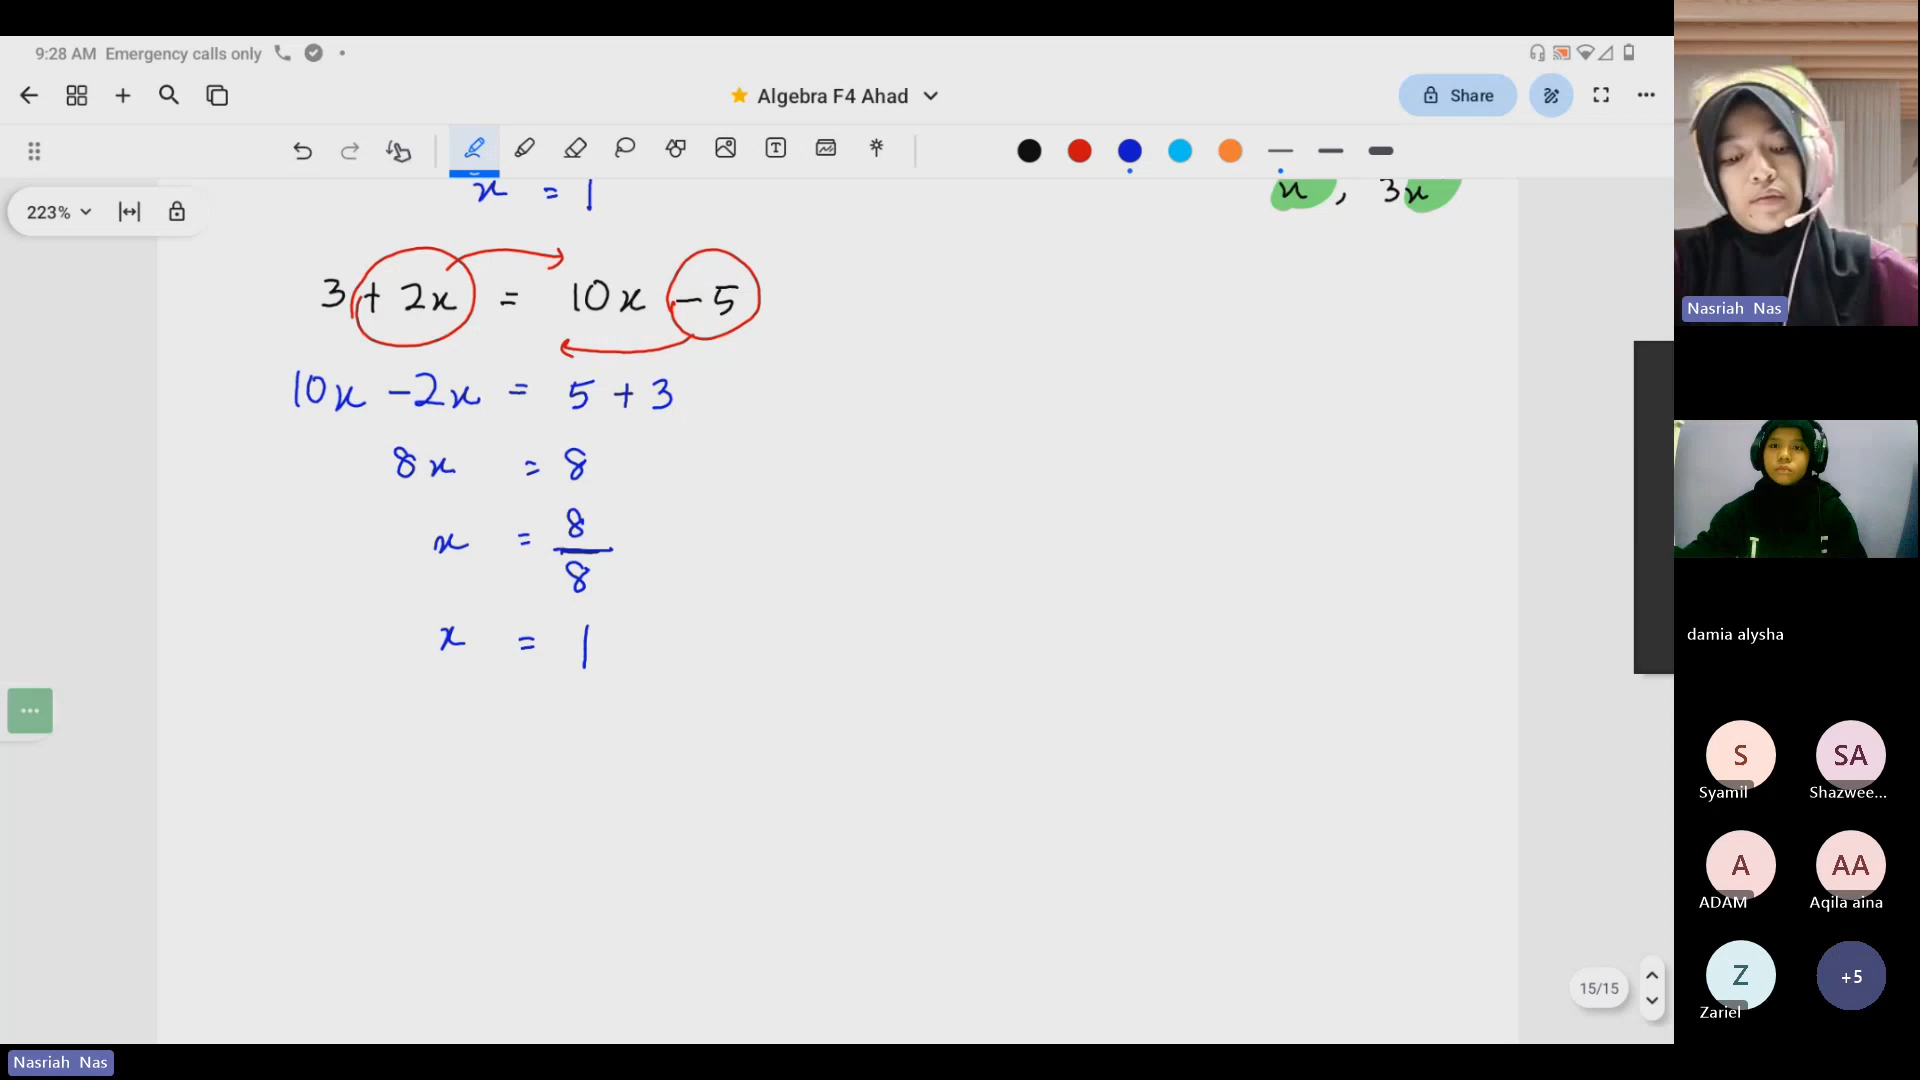 9:28 AM Emergency calls only
Algebra F4 Ahad
Share
223%
x = 1
x , 3x
3 + 2x = 10x - 5
10x - 2x = 5 + 3
8x = 8
x = 8/8
x = 1
15/15
Nasriah Nas
Nasriah Nas
damia alysha
S
SA
Syamil
Shazwee...
A
AA
ADAM
Aqila aina
Z
+5
Zariel